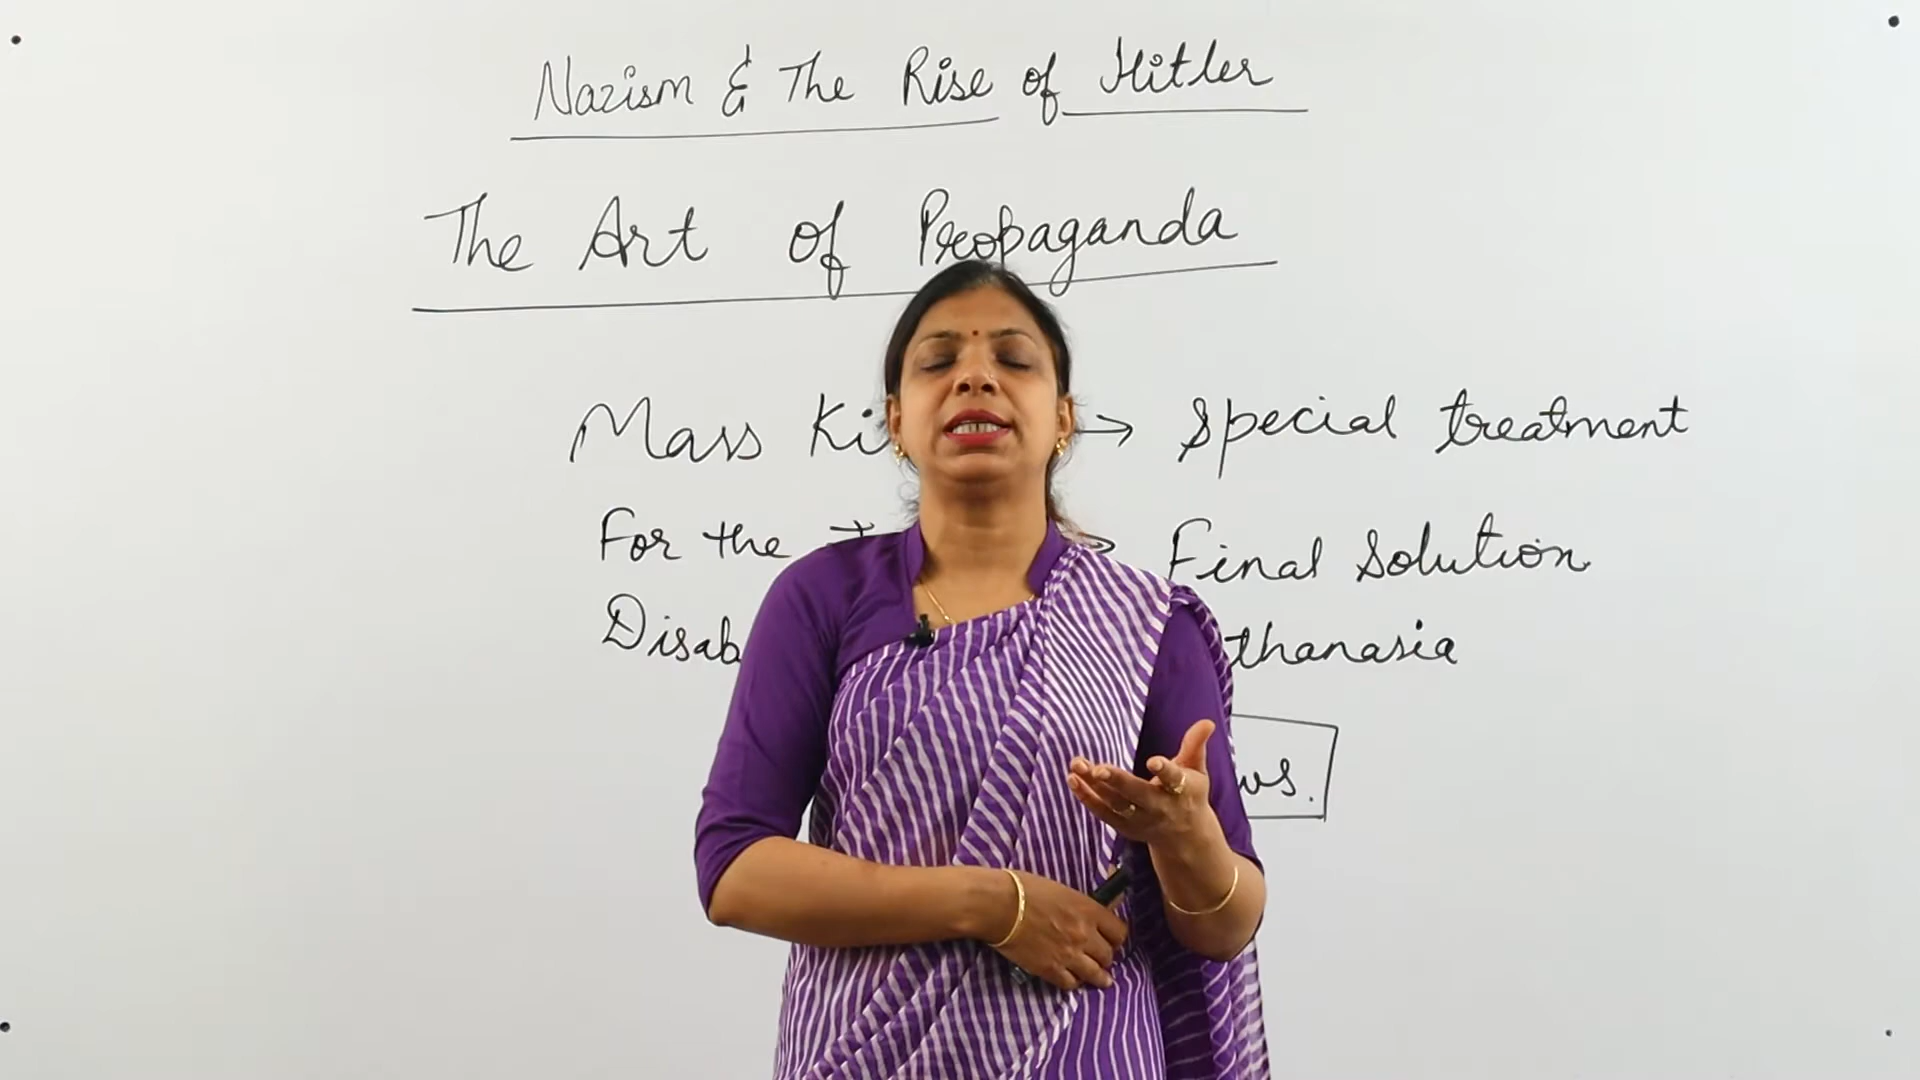 Nazism & The Rise of Hitler
The Art of Propaganda
Mass Ki → Special treatment
For the Final Solution
Disab thanasia
ws.